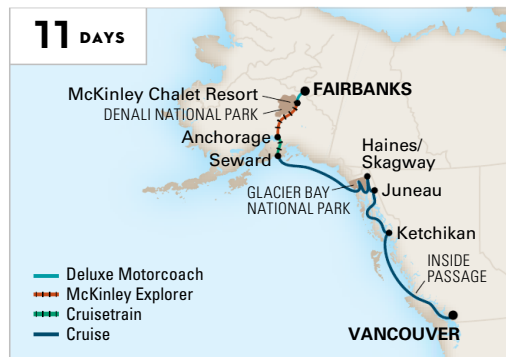 11 DAYS
McKinley Chalet Resort
FAIRBANKS
DENALI NATIONAL PARK
Anchorage
Seward
Haines/
Skagway
GLACIER BAY
NATIONAL PARK
Juneau
Ketchikan
INSIDE
PASSAGE
VANCOUVER
Deluxe Motorcoach
McKinley Explorer
Cruisetrain
Cruise